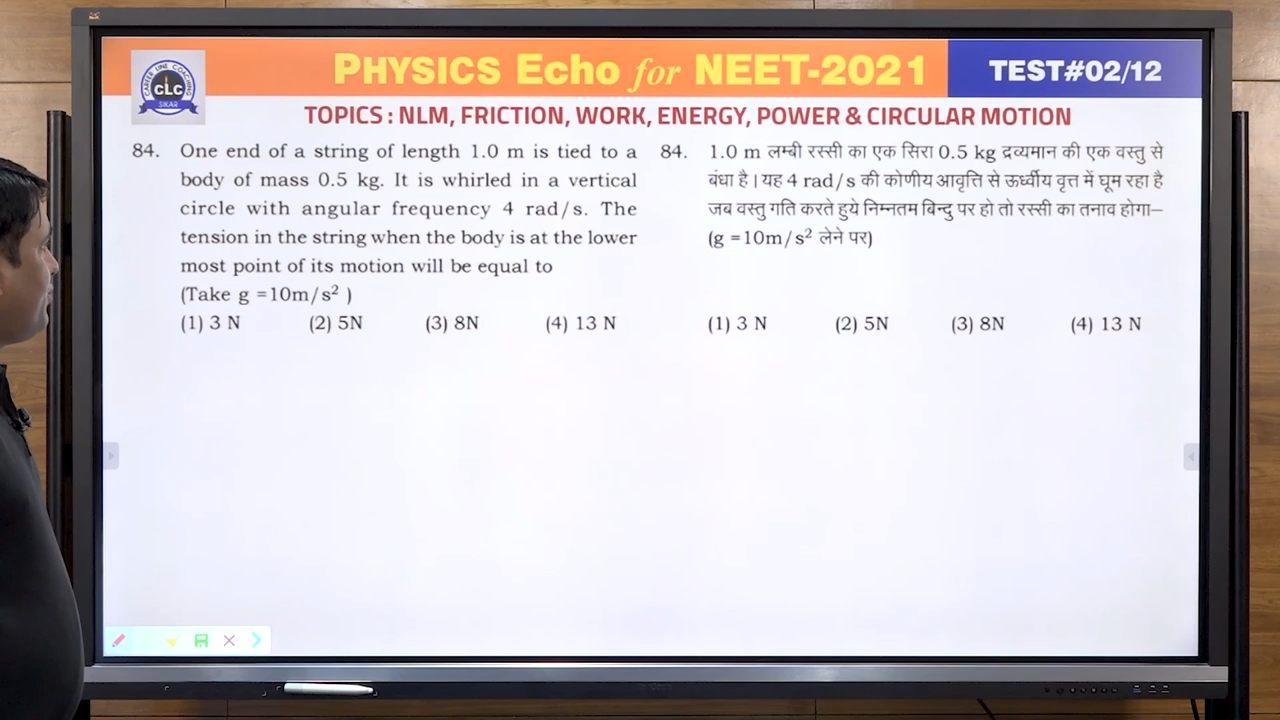 CAREER LINE COACHING
CLC
SIKAR
PHYSICS Echo for NEET-2021
TEST#02/12
TOPICS : NLM, FRICTION, WORK, ENERGY, POWER & CIRCULAR MOTION
84. One end of a string of length 1.0 m is tied to a
body of mass 0.5 kg. It is whirled in a vertical
circle with angular frequency 4 rad/s. The
tension in the string when the body is at the lower
most point of its motion will be equal to
(Take g =10m/s² )
(1) 3 N (2) 5N (3) 8N (4) 13 N
84. 1.0 m लम्बी रस्सी का एक सिरा 0.5 kg द्रव्यमान की एक वस्तु से
बंधा है। यह 4 rad/s की कोणीय आवृत्ति से ऊर्ध्वीय वृत्त में घूम रहा है
जब वस्तु गति करते हुये निम्नतम बिन्दु पर हो तो रस्सी का तनाव होगा–
(g =10m/s² लेने पर)
(1) 3 N (2) 5N (3) 8N (4) 13 N